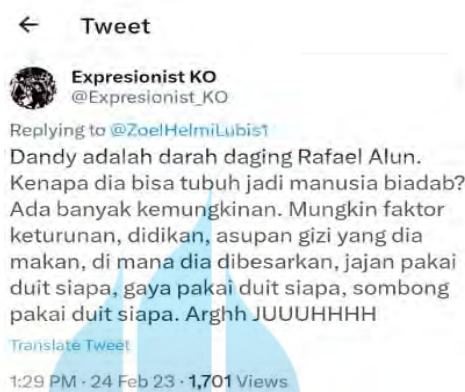 ← Tweet
Expresionist KO
@Expresionist_KO
Replying to @ZoelHelmiLubis1
Dandy adalah darah daging Rafael Alun.
Kenapa dia bisa tubuh jadi manusia biadab?
Ada banyak kemungkinan. Mungkin faktor
keturunan, didikan, asupan gizi yang dia
makan, di mana dia dibesarkan, jajan pakai
duit siapa, gaya pakai duit siapa, sombong
pakai duit siapa. Arghh JUUUHHHH
Translate Tweet
1:29 PM · 24 Feb 23 · 1,701 Views